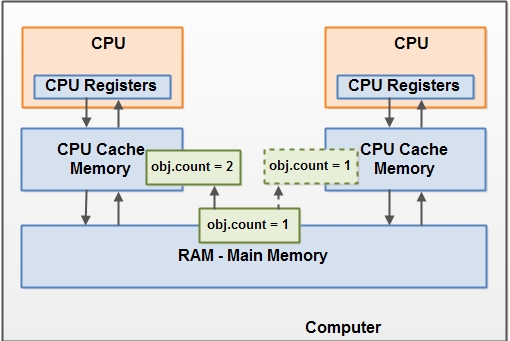 CPU
CPU
CPU Registers
CPU Registers
CPU Cache
Memory
obj.count = 2
obj.count = 1
CPU Cache
Memory
obj.count = 1
RAM - Main Memory
Computer